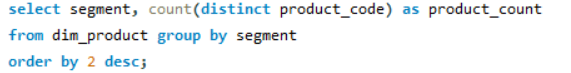 select segment, count(distinct product_code) as product_count
from dim_product group by segment
order by 2 desc;